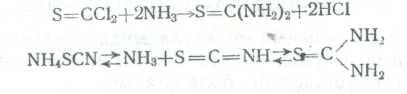 S=CCl₂+2NH₃→S=C(NH₂)₂+2HCl
NH₄SCN⇄NH₃+S=C=NH⇄S=C
NH₂
NH₂